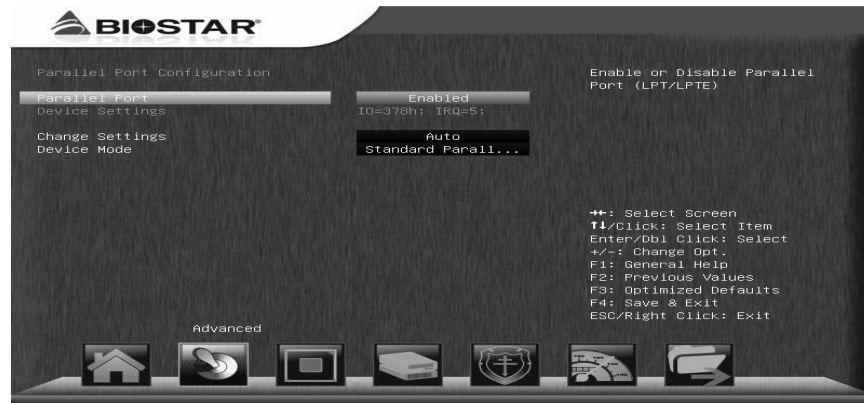 BIOSTAR
Parallel Port Configuration
Parallel Port Enabled
Device Settings IO=378h; IRQ=5;
Change Settings Auto
Device Mode Standard Parall...
Enable or Disable Parallel
Port (LPT/LPTE)
→←: Select Screen
↑↓/Click: Select Item
Enter/Dbl Click: Select
+/-: Change Opt.
F1: General Help
F2: Previous Values
F3: Optimized Defaults
F4: Save & Exit
ESC/Right Click: Exit
Advanced